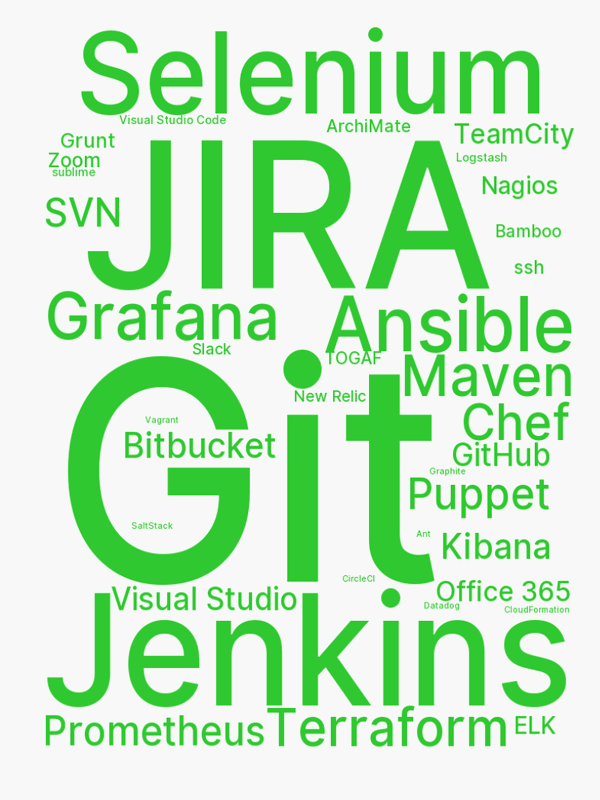 Selenium
Visual Studio Code
ArchiMate
TeamCity
Grunt
Zoom
sublime
Logstash
JIRA
Nagios
SVN
Bamboo
ssh
Grafana
Ansible
Slack
TOGAF
Maven
New Relic
Git
Chef
Vagrant
Bitbucket
GitHub
Graphite
Puppet
SaltStack
Ant
Kibana
CircleCI
Office 365
Visual Studio
Datadog
CloudFormation
Jenkins
Prometheus
Terraform
ELK